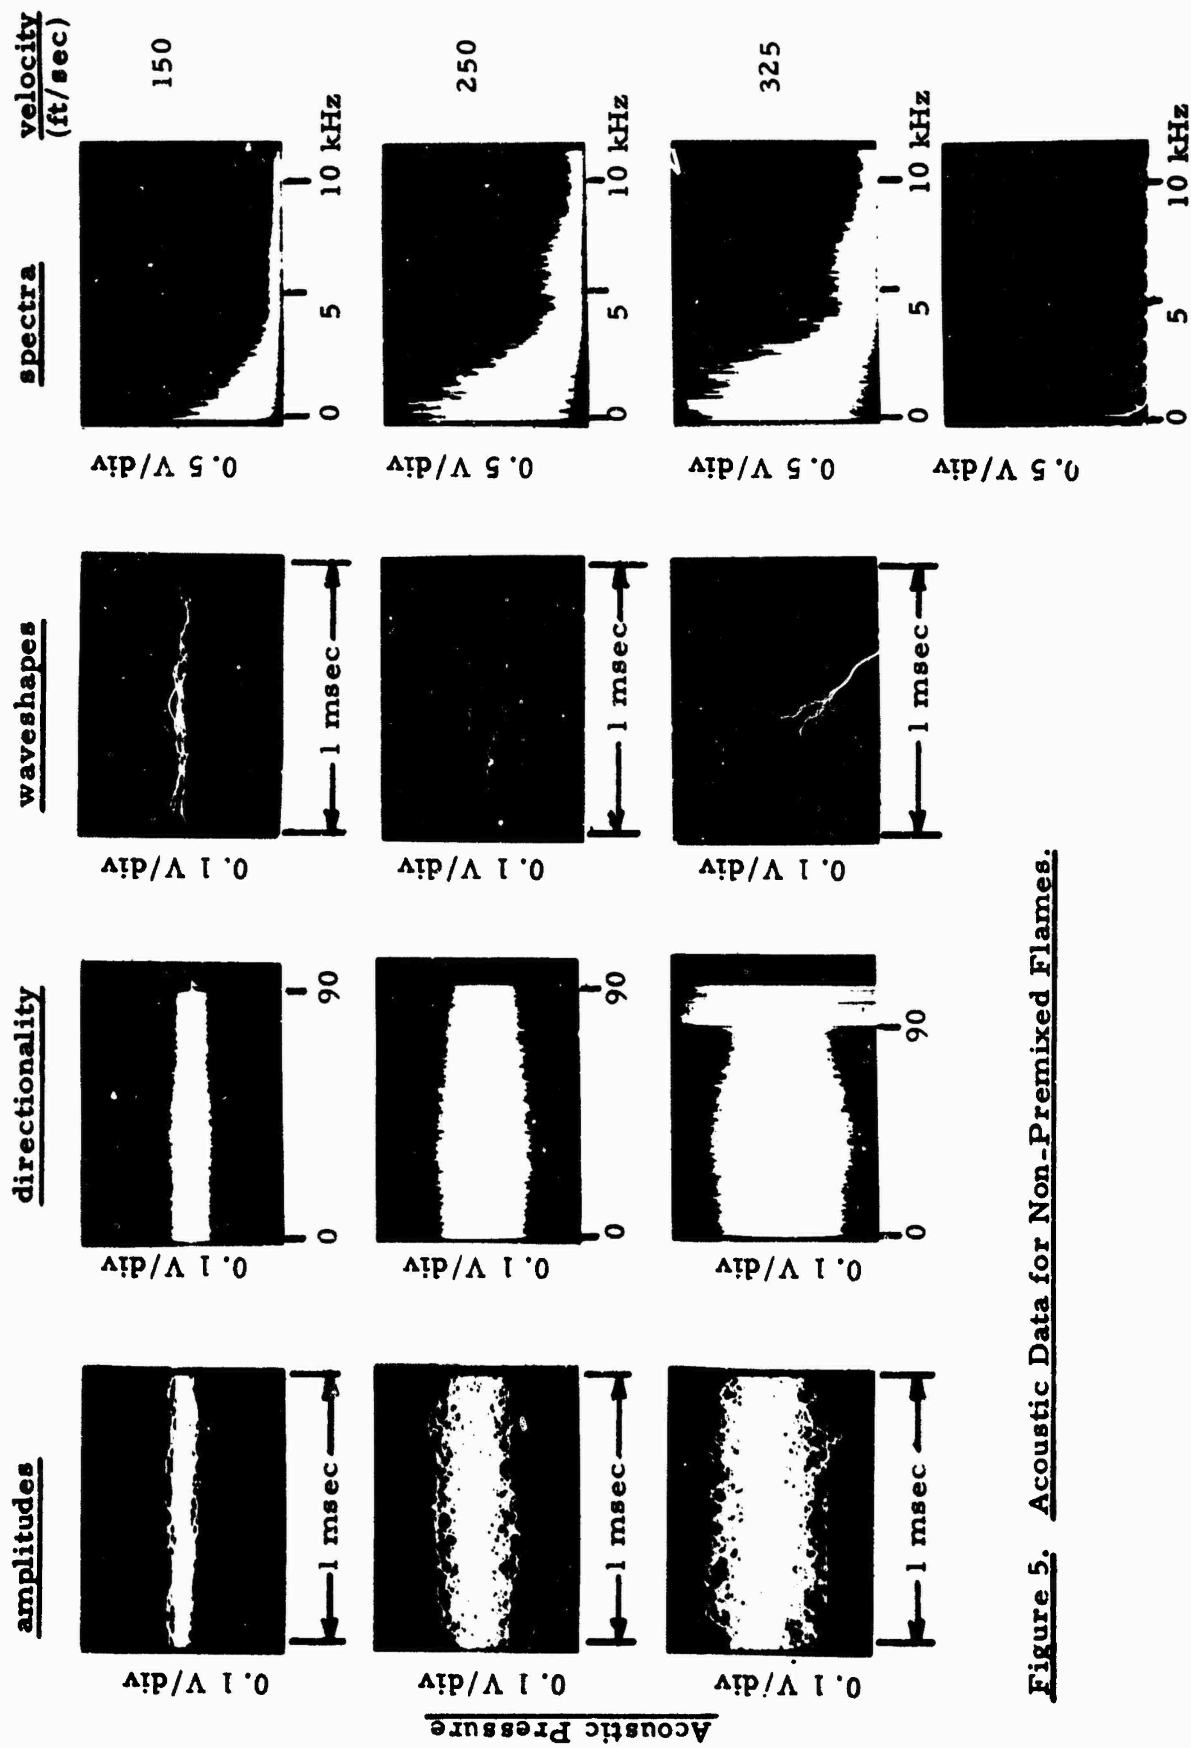 amplitudes directionality waveshapes spectra velocity
(ft/sec)
Acoustic Pressure
0.1 V/div
1 msec
0.1 V/div
0 90
0.1 V/div
1 msec
0.5 V/div
0 5 10 kHz
150
0.1 V/div
1 msec
0.1 V/div
0 90
0.1 V/div
1 msec
0.5 V/div
0 5 10 kHz
250
0.1 V/div
1 msec
0.1 V/div
0 90
0.1 V/div
1 msec
0.5 V/div
0 5 10 kHz
325
0.5 V/div
0 5 10 kHz
Figure 5. Acoustic Data for Non-Premixed Flames.